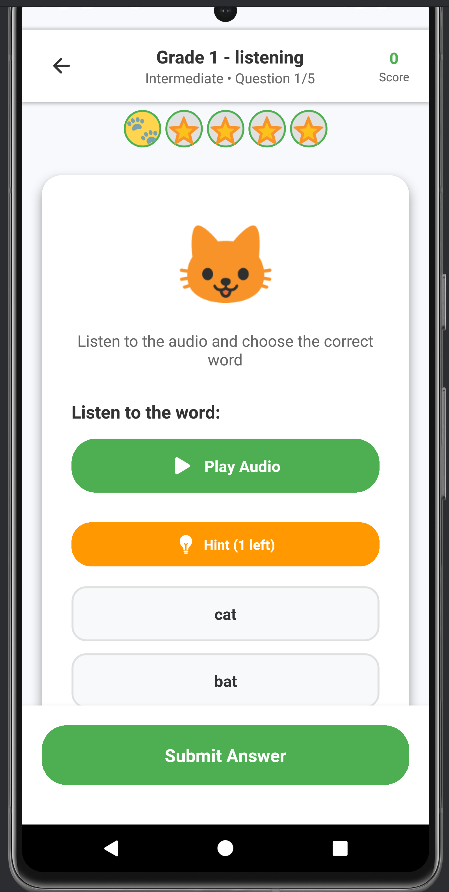 Grade 1 - listening
0
Intermediate • Question 1/5
Score
Listen to the audio and choose the correct
word
Listen to the word:
Play Audio
Hint (1 left)
cat
bat
Submit Answer